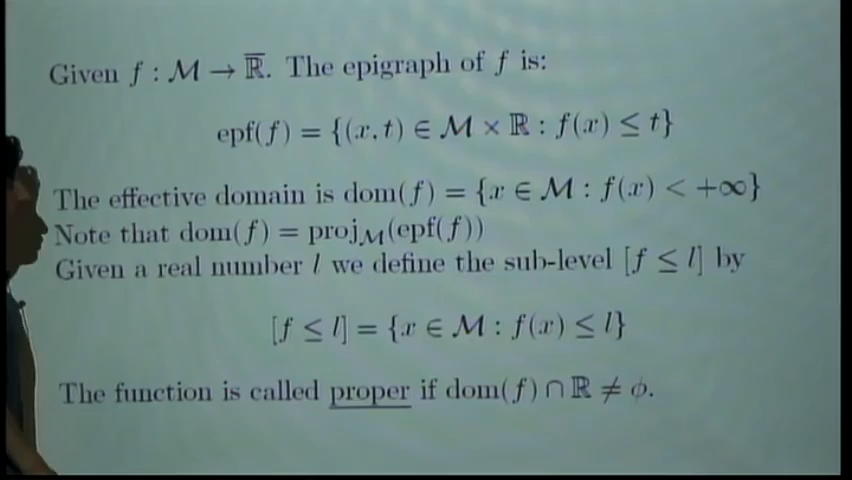 Given f : ℳ → ℝ̅. The epigraph of f is:
epf(f) = {(x, t) ∈ ℳ × ℝ : f(x) ≤ t}
The effective domain is dom(f) = {x ∈ ℳ : f(x) < +∞}
Note that dom(f) = proj_ℳ(epf(f))
Given a real number l we define the sub-level [f ≤ l] by
[f ≤ l] = {x ∈ ℳ : f(x) ≤ l}
The function is called proper if dom(f) ∩ ℝ ≠ ϕ.